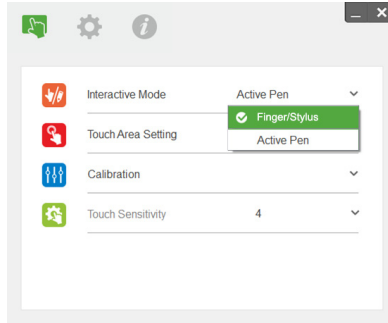 Interactive Mode Active Pen
Finger/Stylus
Touch Area Setting
Active Pen
Calibration
Touch Sensitivity 4